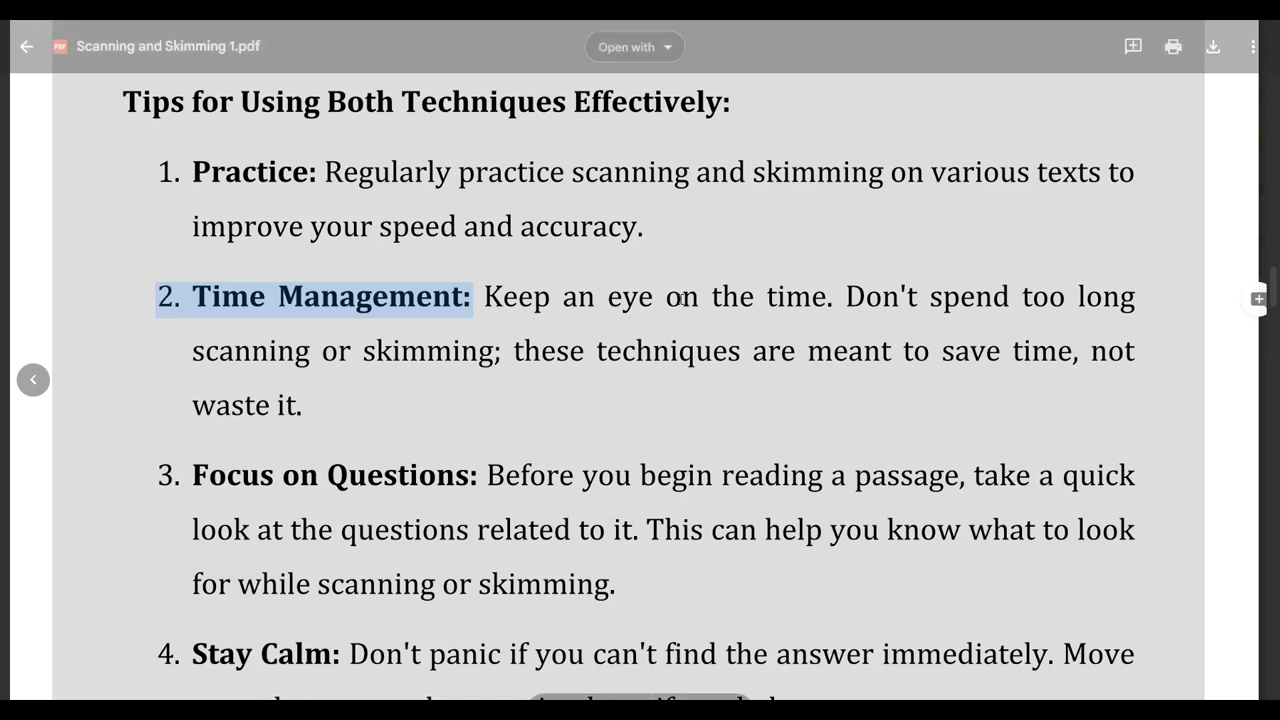 Scanning and Skimming 1.pdf
Open with
Tips for Using Both Techniques Effectively:
1. Practice: Regularly practice scanning and skimming on various texts to
improve your speed and accuracy.
2. Time Management: Keep an eye on the time. Don't spend too long
scanning or skimming; these techniques are meant to save time, not
waste it.
3. Focus on Questions: Before you begin reading a passage, take a quick
look at the questions related to it. This can help you know what to look
for while scanning or skimming.
4. Stay Calm: Don't panic if you can't find the answer immediately. Move